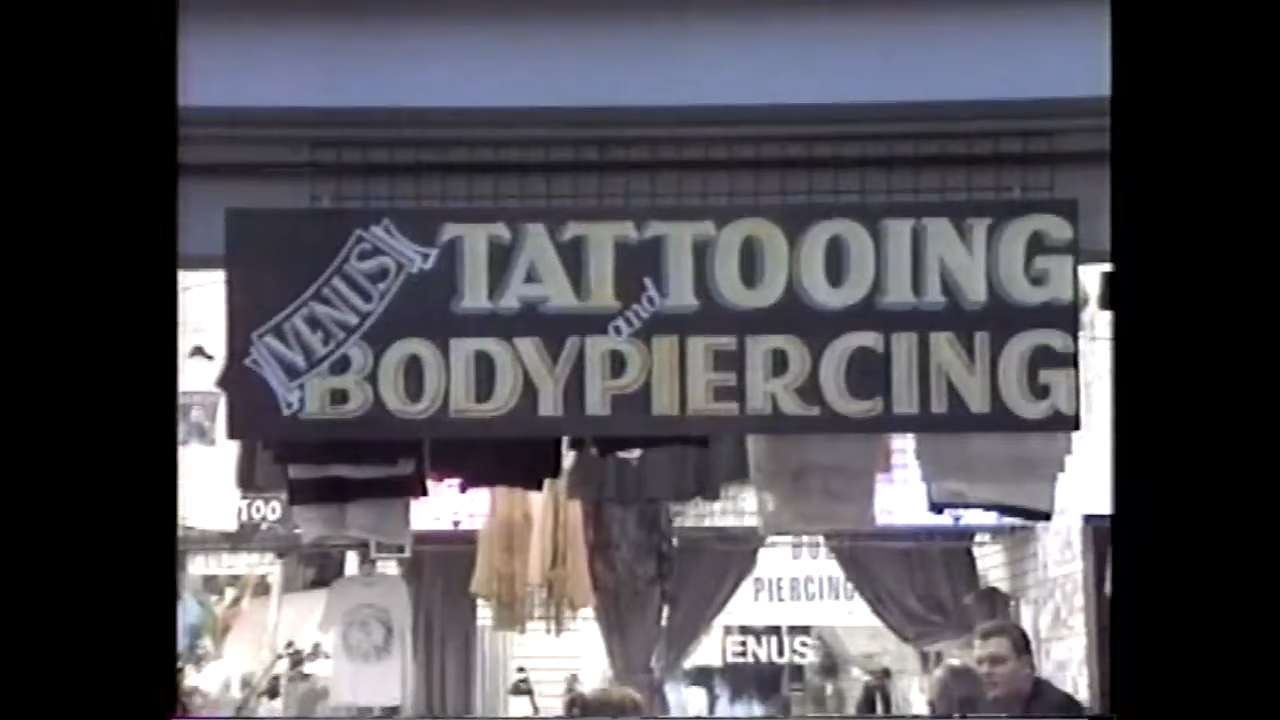 VENUS
TATTOOING
and
BODYPIERCING
TOO
PIERCING
ENUS